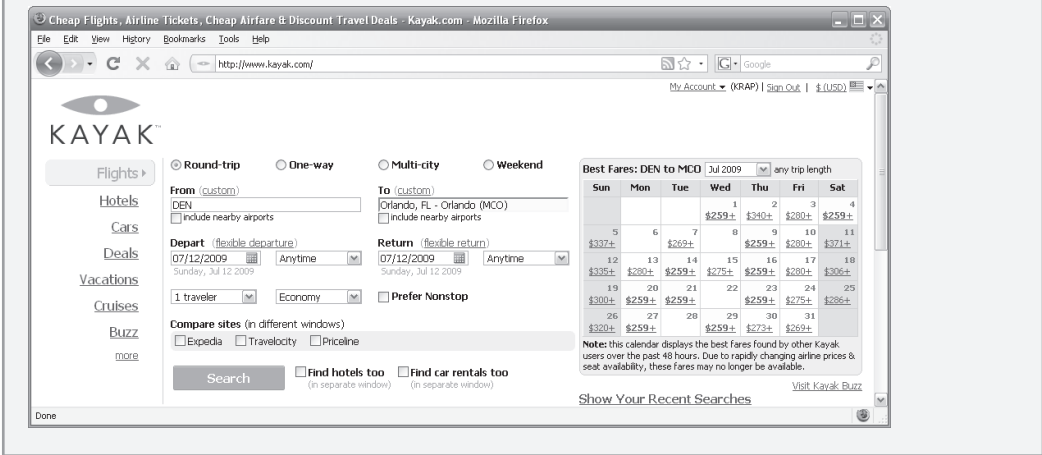 Cheap Flights, Airline Tickets, Cheap Airfare & Discount Travel Deals - Kayak.com - Mozilla Firefox
File Edit View History Bookmarks Tools Help
http://www.kayak.com/
G Google
My Account (KRAP) | Sign Out | $ (USD)
KAYAK™
Flights
Hotels
Cars
Deals
Vacations
Cruises
Buzz
more
Round-trip One-way Multi-city Weekend
From (custom) To (custom)
DEN Orlando, FL - Orlando (MCO)
include nearby airports include nearby airports
Depart (flexible departure) Return (flexible return)
07/12/2009 Anytime 07/12/2009 Anytime
Sunday, Jul 12 2009 Sunday, Jul 12 2009
1 traveler Economy Prefer Nonstop
Compare sites (in different windows)
Expedia Travelocity Priceline
Search Find hotels too Find car rentals too
(in separate window) (in separate window)
Best Fares: DEN to MCO Jul 2009 any trip length
Sun Mon Tue Wed Thu Fri Sat
1 2 3 4
$259+ $340+ $280+ $259+
5 6 7 8 9 10 11
$337+ $269+ $259+ $280+ $371+
12 13 14 15 16 17 18
$335+ $280+ $259+ $275+ $259+ $280+ $306+
19 20 21 22 23 24 25
$300+ $259+ $259+ $259+ $275+ $286+
26 27 28 29 30 31
$320+ $259+ $259+ $273+ $269+
Note: this calendar displays the best fares found by other Kayak
users over the past 48 hours. Due to rapidly changing airline prices &
seat availability, these fares may no longer be available.
Visit Kayak Buzz
Show Your Recent Searches
Done